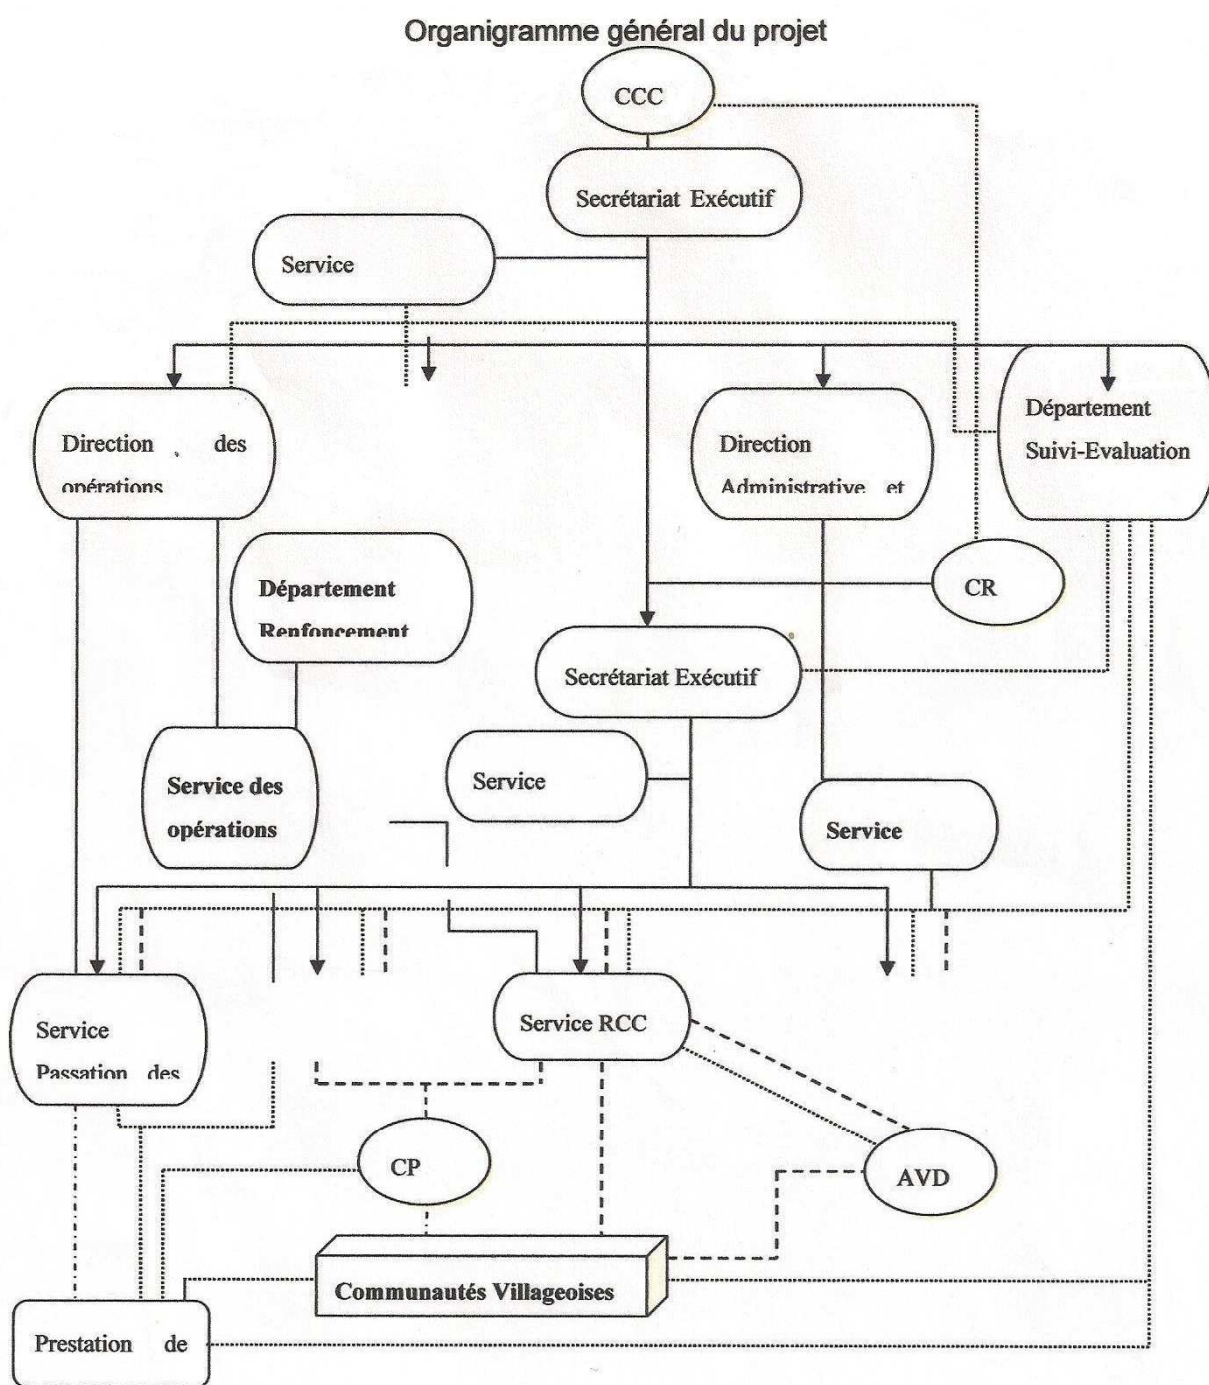 Organigramme général du projet
CCC
Secrétariat Exécutif
Service
Direction des
opérations
Direction
Administrative et
Département
Suivi-Evaluation
Département
Renfoncement
CR
Secrétariat Exécutif
Service
Service des
opérations
Service
Service
Passation des
Service RCC
CP
AVD
Communautés Villageoises
Prestation de